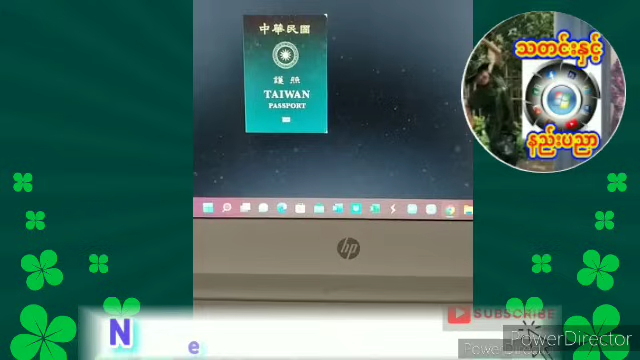 中華民國
護照
TAIWAN
PASSPORT
သတင်းနှင့်
နည်းပညာ
hp
SUBSCRIBE
N
e
PowerDirector